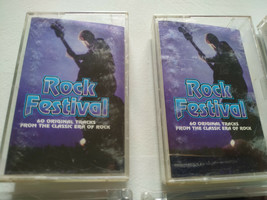 Rock
Festival
60 ORIGINAL TRACKS
FROM THE CLASSIC ERA OF ROCK
Rock
Festival
60 ORIGINAL TRACKS
FROM THE CLASSIC ERA OF ROCK